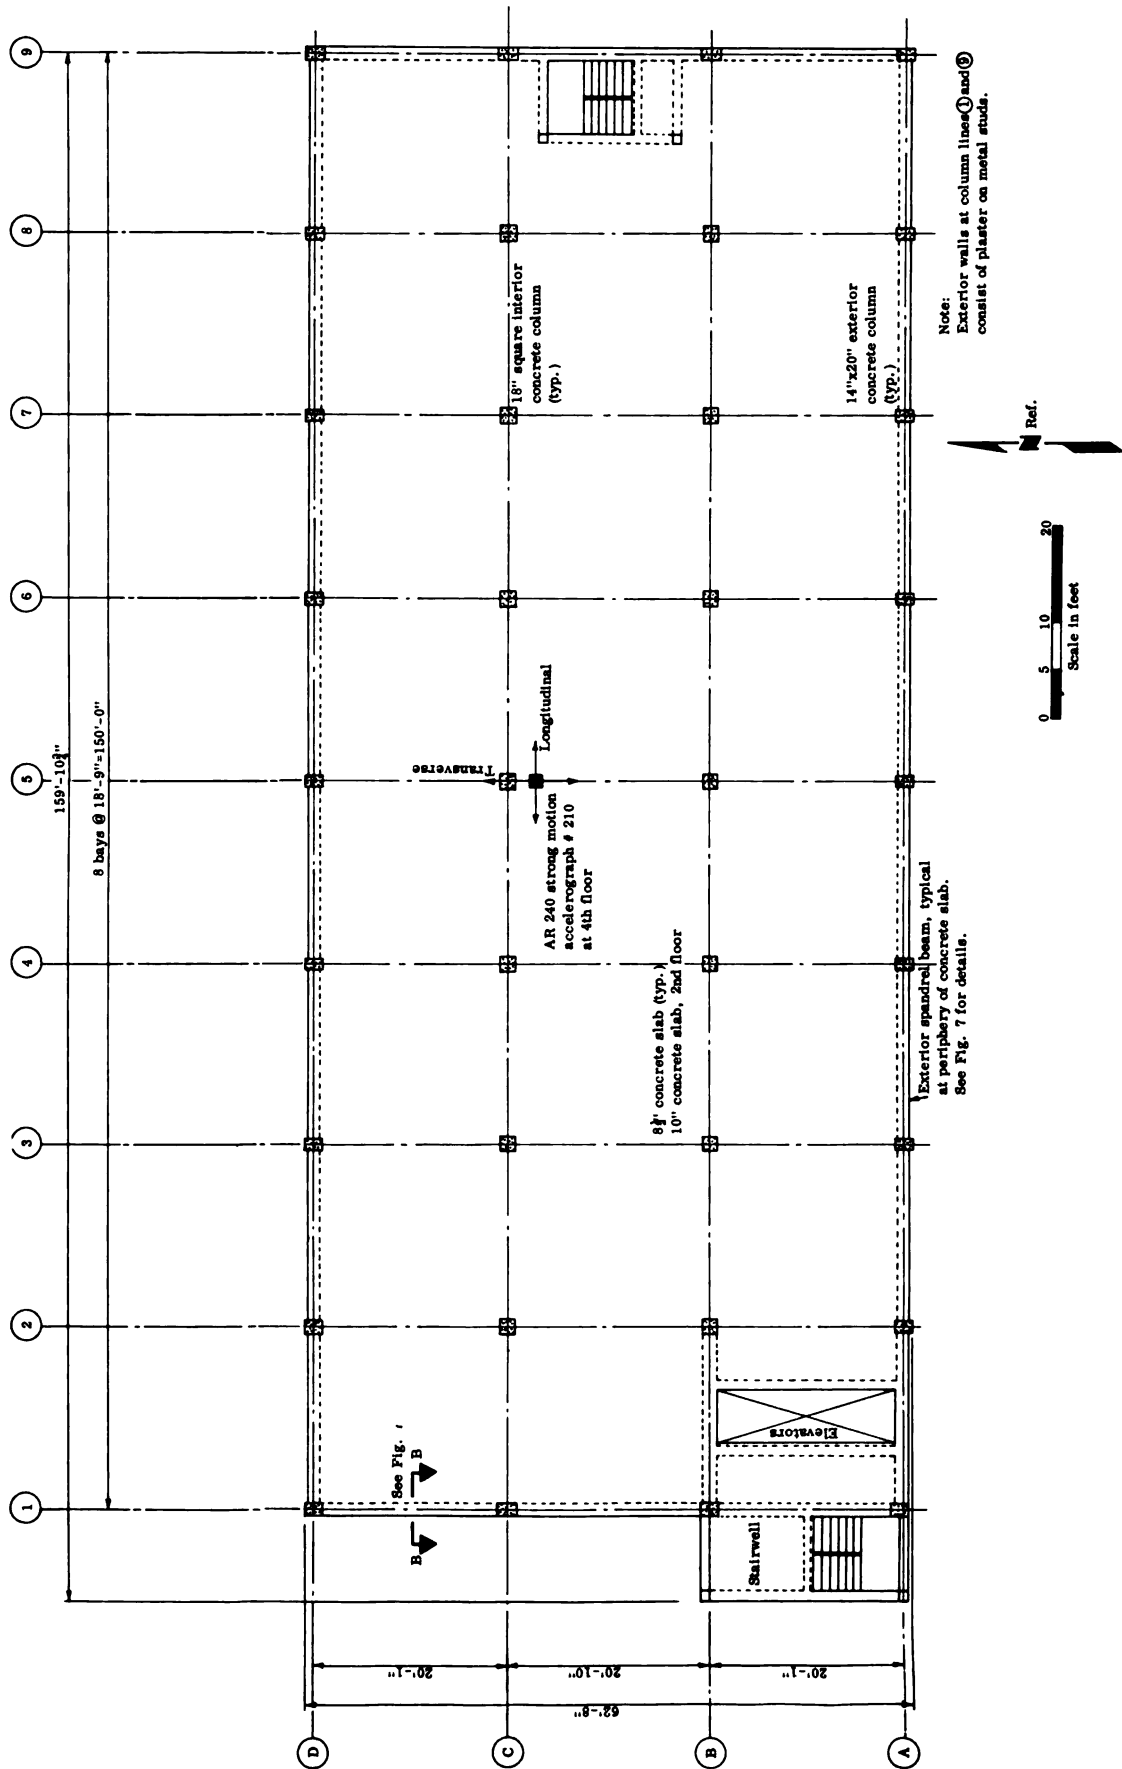 1
2
3
4
5
6
7
8
9
159'-10¾"
8 bays @ 18'-9"=150'-0"
D
C
B
A
62'-8"
20'-1"
20'-10"
20'-1"
See Fig.
B
B
Stairwell
Elevators
Transverse
Longitudinal
AR 240 strong motion
accelerograph # 210
at 4th floor
18" square interior
concrete column
(typ.)
8½" concrete slab (typ.)
10" concrete slab, 2nd floor
14"x20" exterior
concrete column
(typ.)
Exterior spandrel beam, typical
at periphery of concrete slab.
See Fig. 7 for details.
Note:
Exterior walls at column lines ① and ⑨
consist of plaster on metal studs.
0 5 10 20
Scale in feet
Ref.